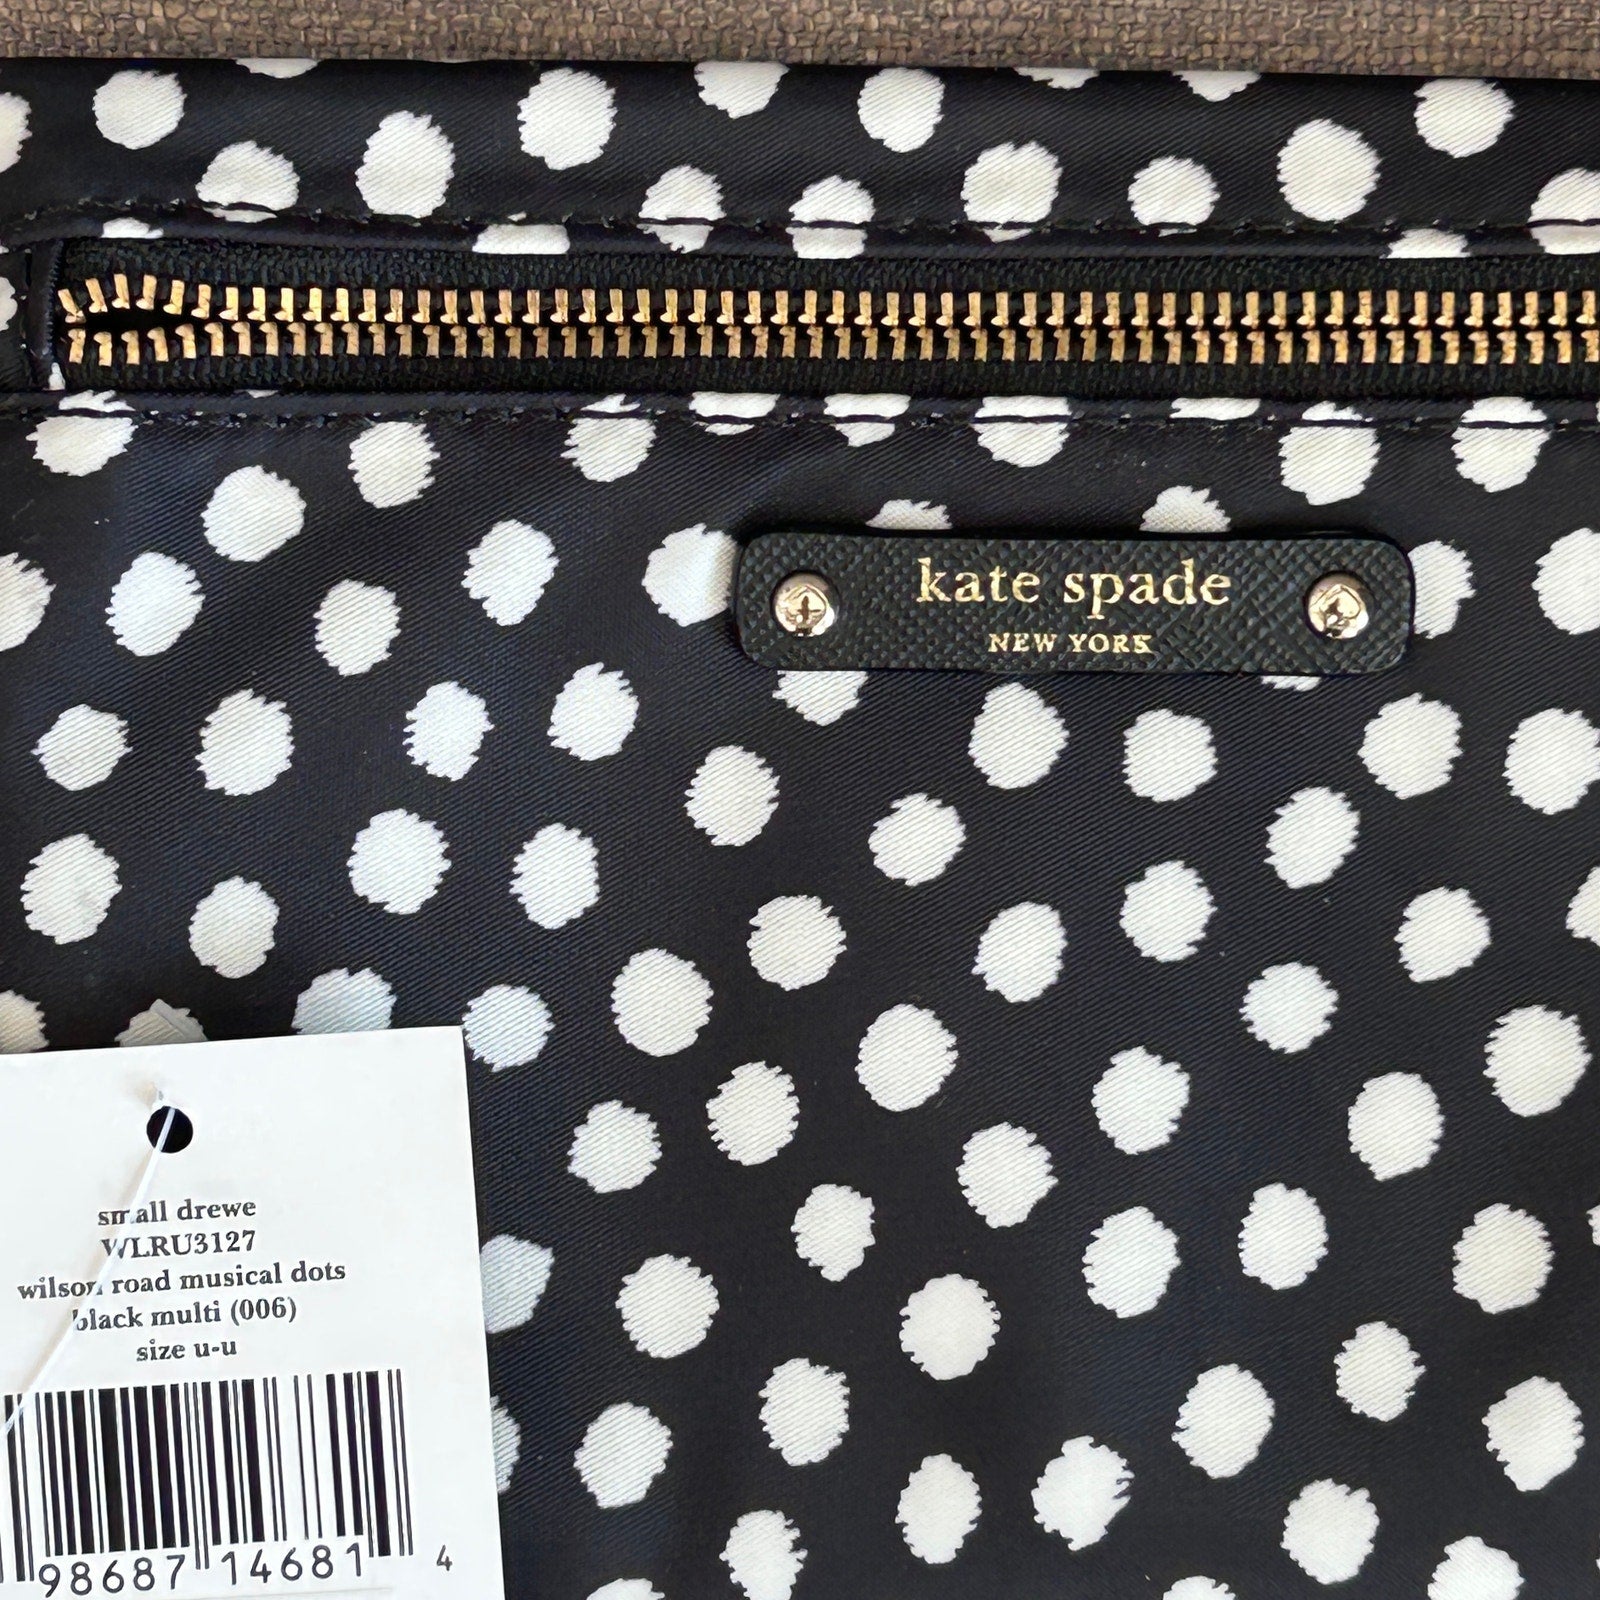 kate spade
NEW YORK
small drewe
WLRU3127
wilson road musical dots
black multi (006)
size u-u
98687 14681 4